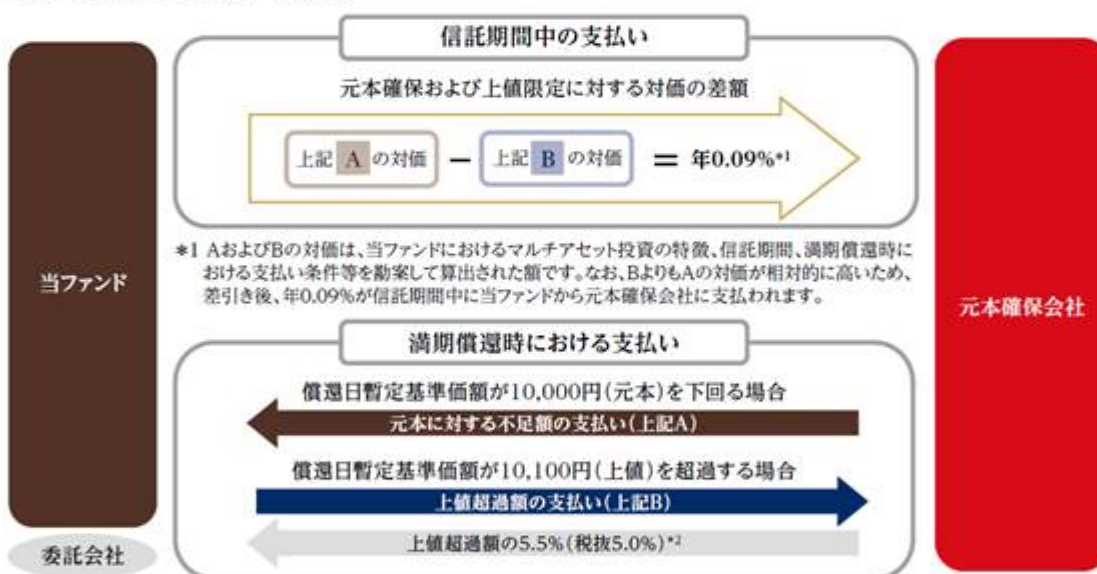 信託期間中の支払い
元本確保および上値限定に対する対価の差額
上記 A の対価 − 上記 B の対価 = 年0.09%*1
*1 AおよびBの対価は、当ファンドにおけるマルチアセット投資の特徴、信託期間、満期償還時に
おける支払い条件等を勘案して算出された額です。なお、BよりもAの対価が相対的に高いため、
差引き後、年0.09%が信託期間中に当ファンドから元本確保会社に支払われます。
当ファンド
元本確保会社
満期償還時における支払い
償還日暫定基準価額が10,000円(元本)を下回る場合
元本に対する不足額の支払い(上記A)
償還日暫定基準価額が10,100円(上値)を超過する場合
上値超過額の支払い(上記B)
上値超過額の5.5%(税抜5.0%)*2
委託会社